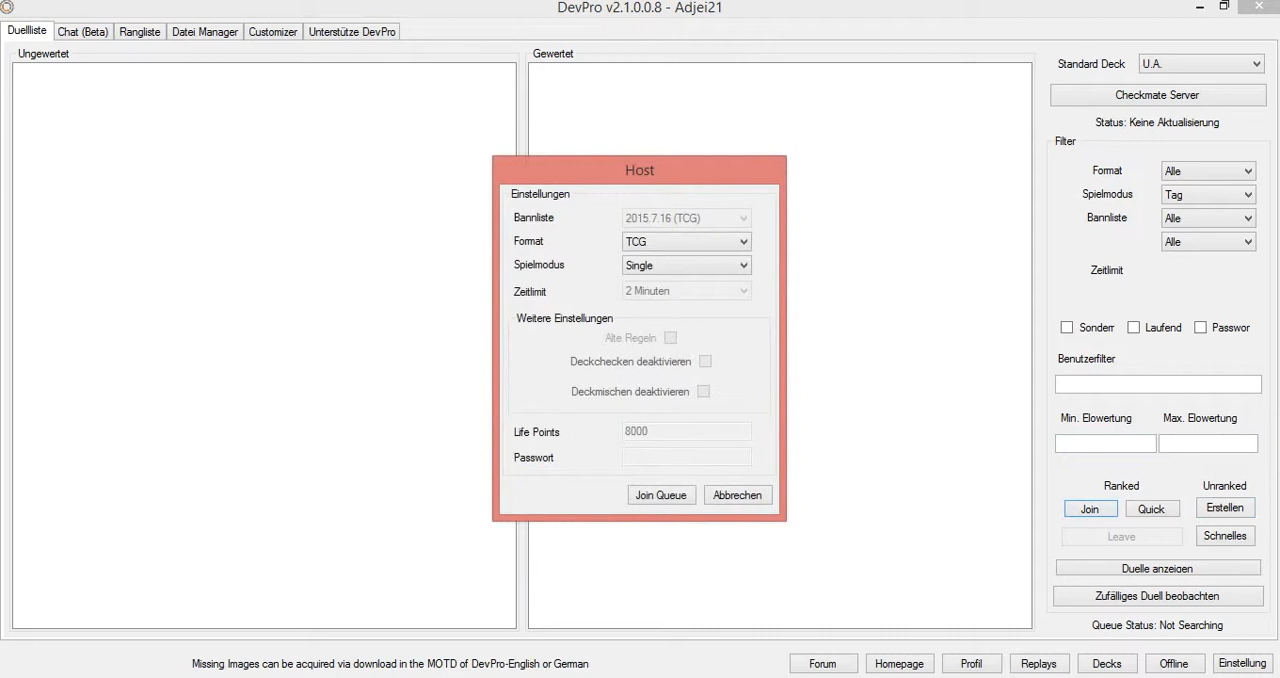 DevPro v2.1.0.0.8 - Adjei21
Duellliste Chat (Beta) Rangliste Datei Manager Customizer Unterstütze DevPro
Ungewertet
Gewertet
Standard Deck U.A.
Checkmate Server
Status: Keine Aktualisierung
Filter
Format Alle
Spielmodus Tag
Bannliste Alle
Alle
Zeitlimit
Sonderr Laufend Passwor
Benutzerfilter
Min. Elowertung Max. Elowertung
Ranked Unranked
Join Quick Erstellen
Leave Schnelles
Duelle anzeigen
Zufälliges Duell beobachten
Queue Status: Not Searching
Host
Einstellungen
Bannliste 2015.7.16 (TCG)
Format TCG
Spielmodus Single
Zeitlimit 2 Minuten
Weitere Einstellungen
Alte Regeln
Deckchecken deaktivieren
Deckmischen deaktivieren
Life Points 8000
Passwort
Join Queue Abbrechen
Missing Images can be acquired via download in the MOTD of DevPro-English or German
Forum Homepage Profil Replays Decks Offline Einstellung